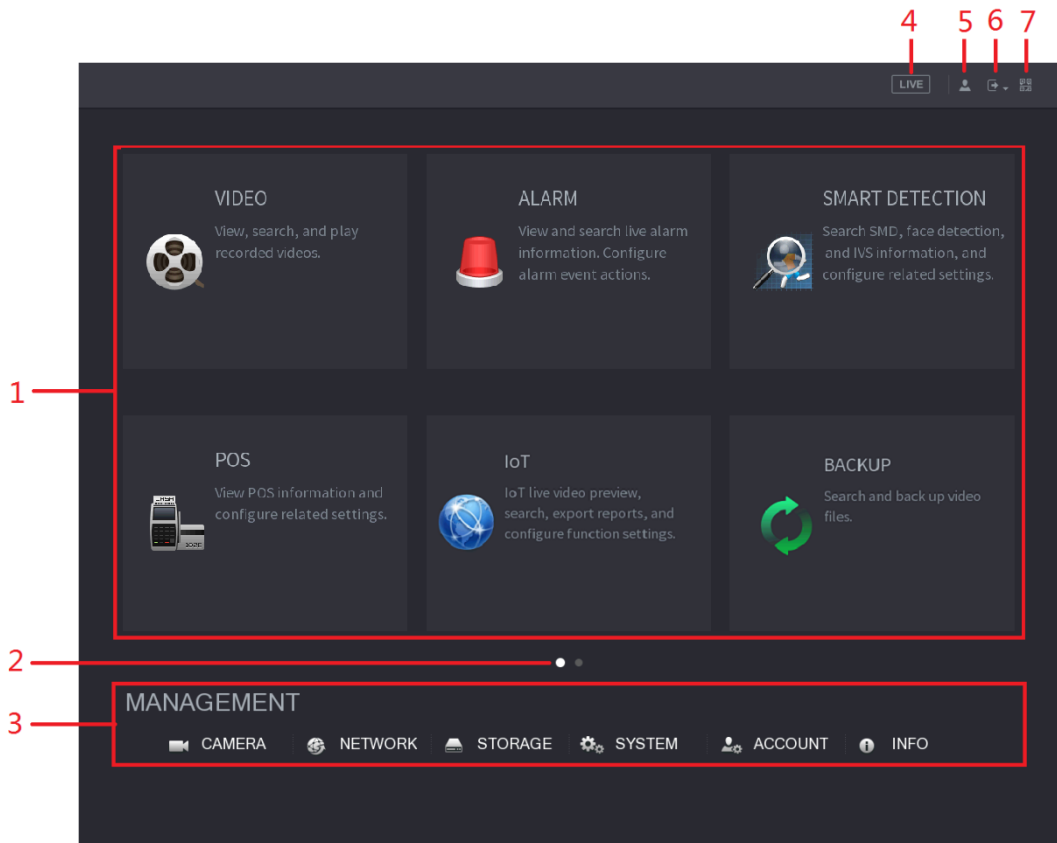 4 5 6 7
LIVE
VIDEO
View, search, and play
recorded videos.
ALARM
View and search live alarm
information. Configure
alarm event actions.
SMART DETECTION
Search SMD, face detection,
and IVS information, and
configure related settings.
1
POS
View POS information and
configure related settings.
IoT
IoT live video preview,
search, export reports, and
configure function settings.
BACKUP
Search and back up video
files.
2
3
MANAGEMENT
CAMERA NETWORK STORAGE SYSTEM ACCOUNT INFO